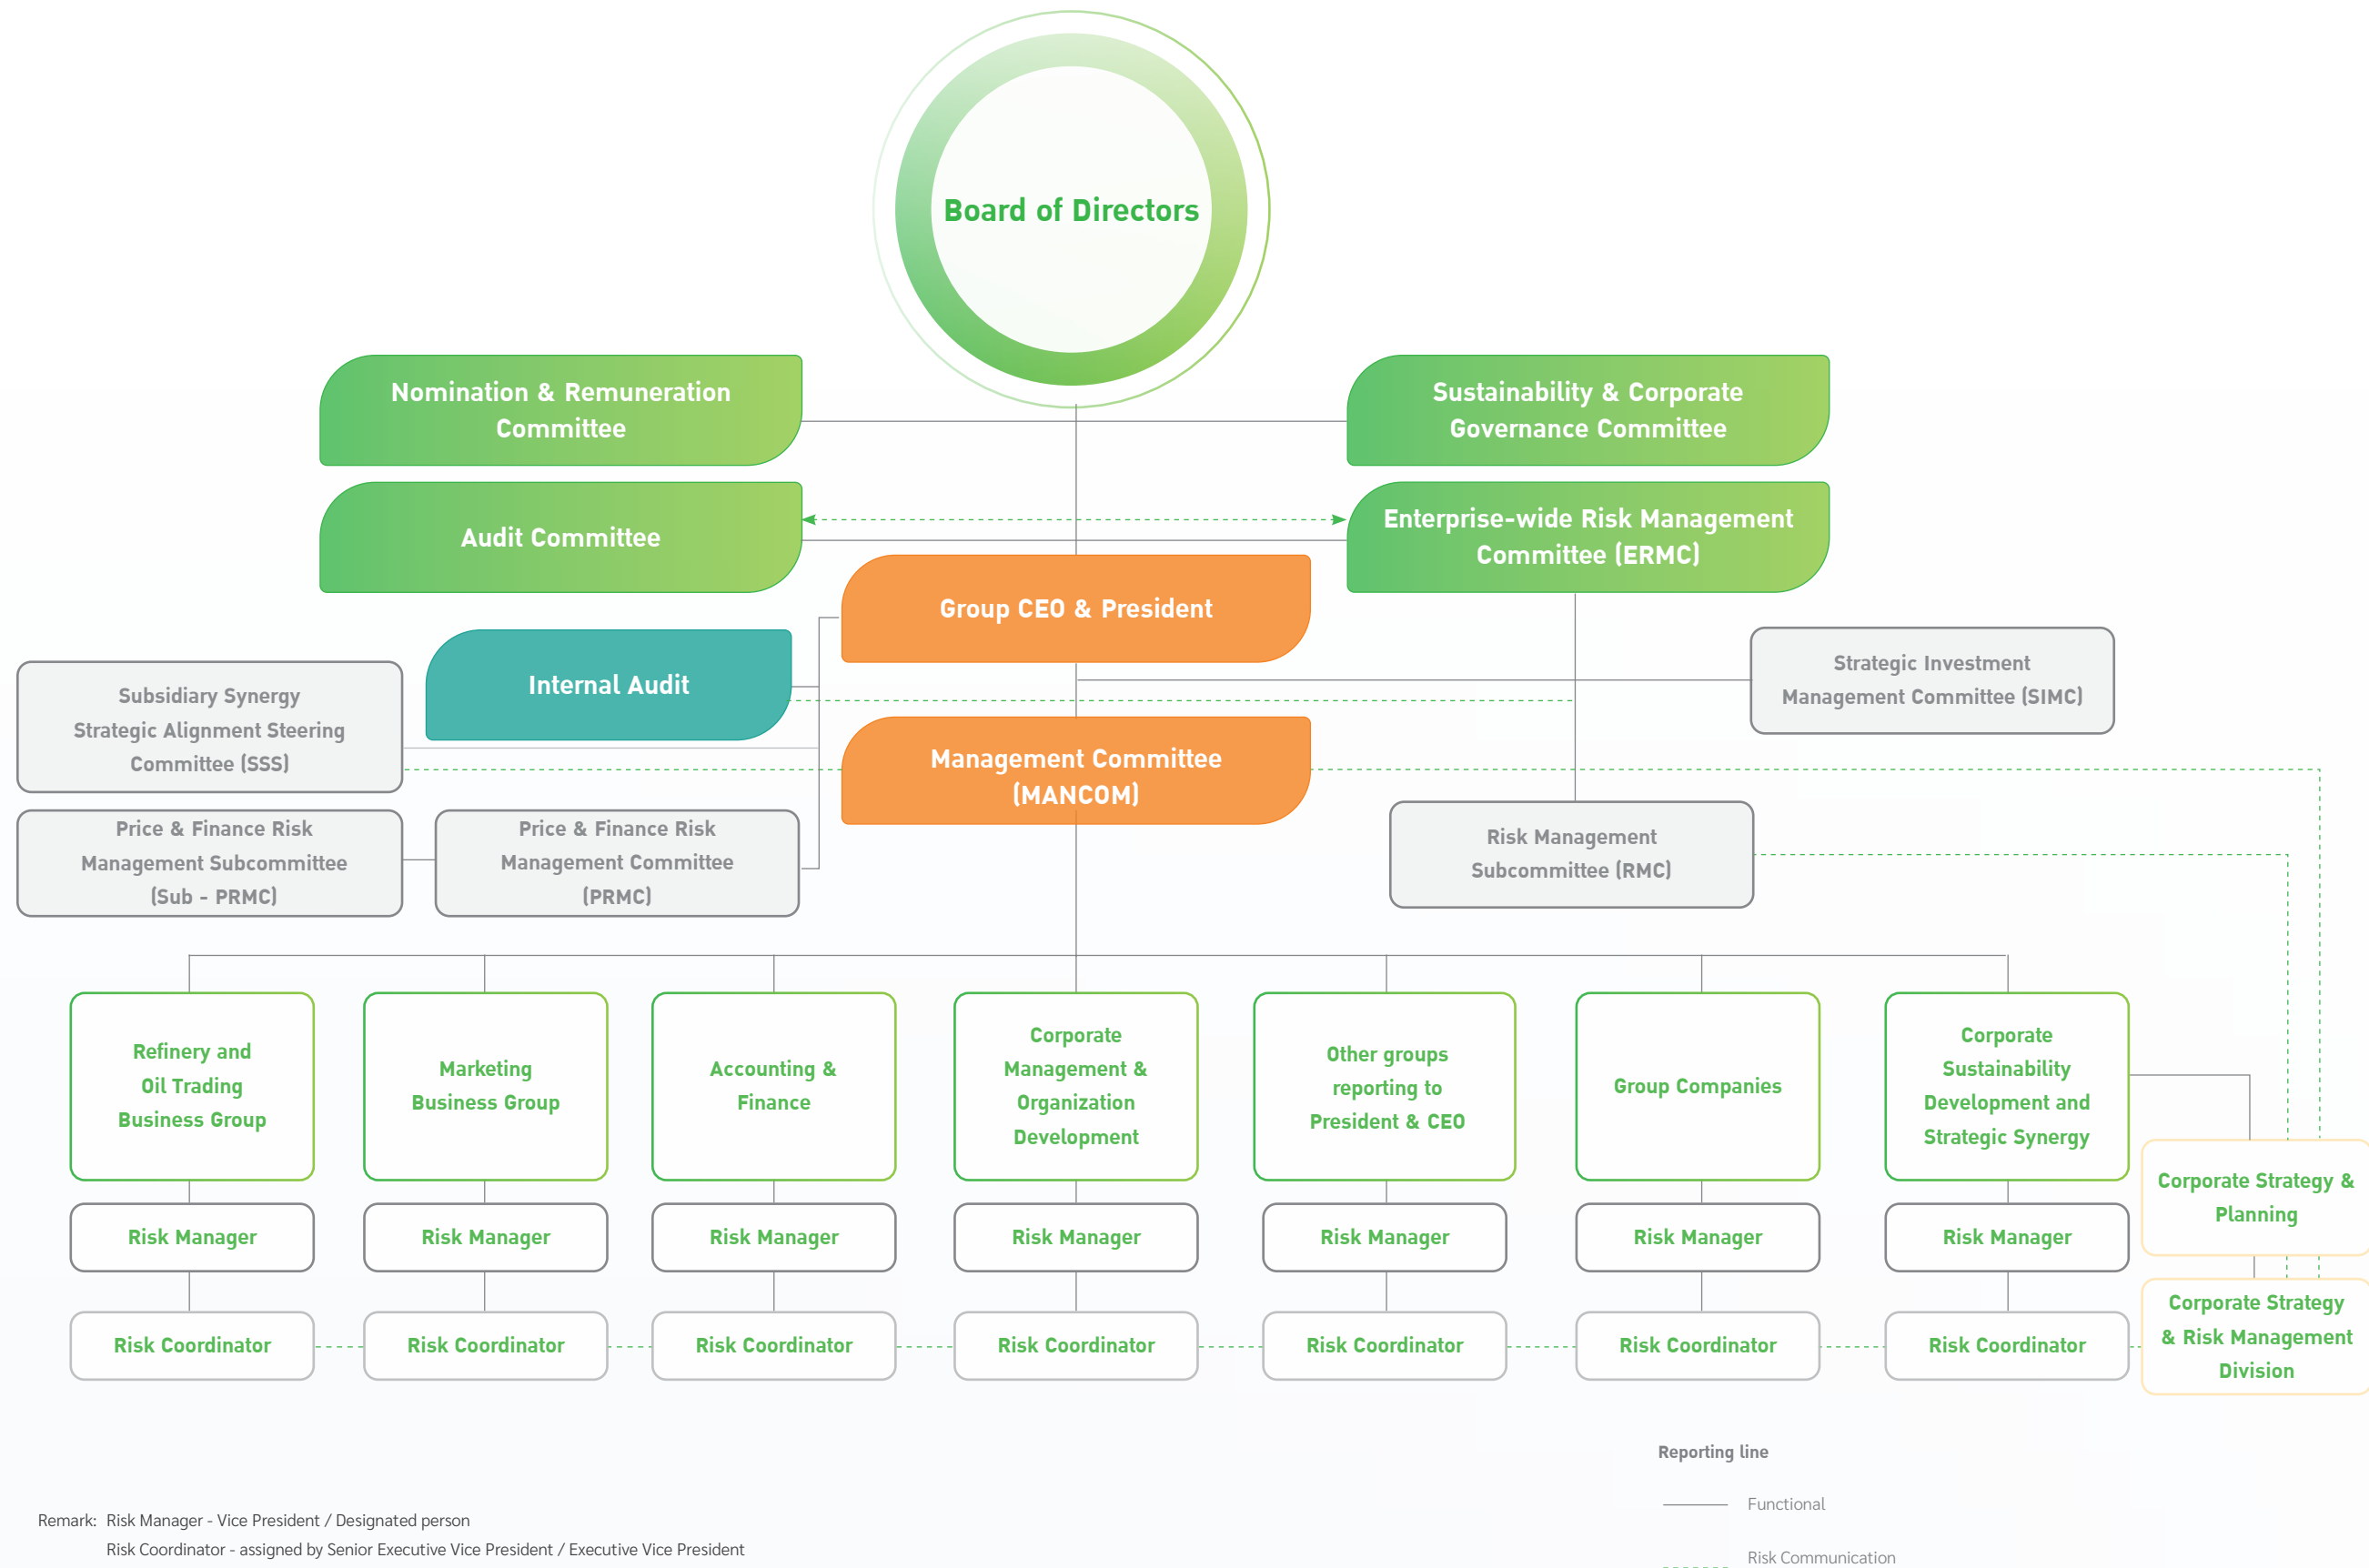 Board of Directors
Nomination & Remuneration
Committee
Sustainability & Corporate
Governance Committee
Audit Committee
Enterprise-wide Risk Management
Committee (ERMC)
Group CEO & President
Internal Audit
Strategic Investment
Management Committee (SIMC)
Subsidiary Synergy
Strategic Alignment Steering
Committee (SSS)
Management Committee
(MANCOM)
Price & Finance Risk
Management Subcommittee
(Sub - PRMC)
Price & Finance Risk
Management Committee
(PRMC)
Risk Management
Subcommittee (RMC)
Refinery and
Oil Trading
Business Group
Marketing
Business Group
Accounting &
Finance
Corporate
Management &
Organization
Development
Other groups
reporting to
President & CEO
Group Companies
Corporate
Sustainability
Development and
Strategic Synergy
Corporate Strategy &
Planning
Risk Manager
Risk Manager
Risk Manager
Risk Manager
Risk Manager
Risk Manager
Risk Manager
Risk Coordinator
Risk Coordinator
Risk Coordinator
Risk Coordinator
Risk Coordinator
Risk Coordinator
Risk Coordinator
Corporate Strategy
& Risk Management
Division
Reporting line
Functional
Risk Communication
Remark: Risk Manager - Vice President / Designated person
Risk Coordinator - assigned by Senior Executive Vice President / Executive Vice President